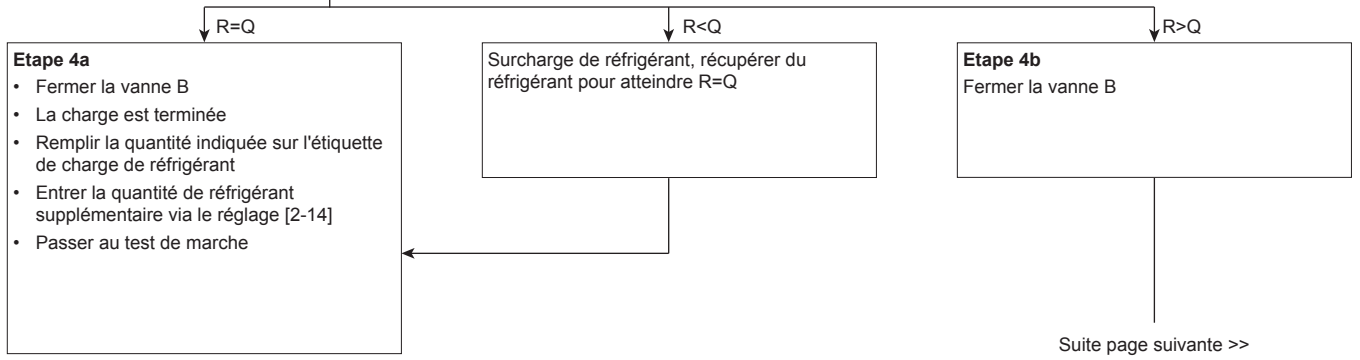 R=Q
R<Q
R>Q
Etape 4a
• Fermer la vanne B
• La charge est terminée
• Remplir la quantité indiquée sur l'étiquette
de charge de réfrigérant
• Entrer la quantité de réfrigérant
supplémentaire via le réglage [2-14]
• Passer au test de marche
Surcharge de réfrigérant, récupérer du
réfrigérant pour atteindre R=Q
Etape 4b
Fermer la vanne B
Suite page suivante >>